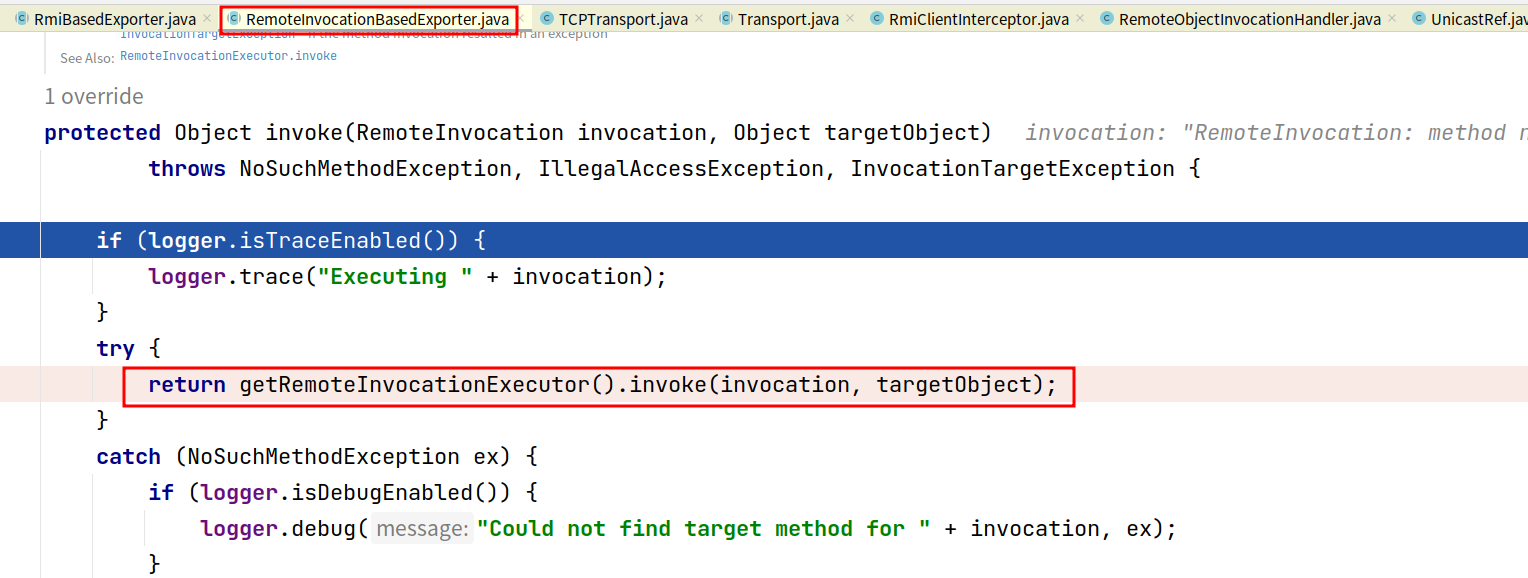 RmiBasedExporter.java RemoteInvocationBasedExporter.java TCPTransport.java Transport.java RmiClientInterceptor.java RemoteObjectInvocationHandler.java UnicastRef.jav
InvocationTargetException – if the method invocation resulted in an exception
See Also: RemoteInvocationExecutor.invoke
1 override
protected Object invoke(RemoteInvocation invocation, Object targetObject) invocation: "RemoteInvocation: method n
throws NoSuchMethodException, IllegalAccessException, InvocationTargetException {
if (logger.isTraceEnabled()) {
logger.trace("Executing " + invocation);
}
try {
return getRemoteInvocationExecutor().invoke(invocation, targetObject);
}
catch (NoSuchMethodException ex) {
if (logger.isDebugEnabled()) {
logger.debug( message: "Could not find target method for " + invocation, ex);
}